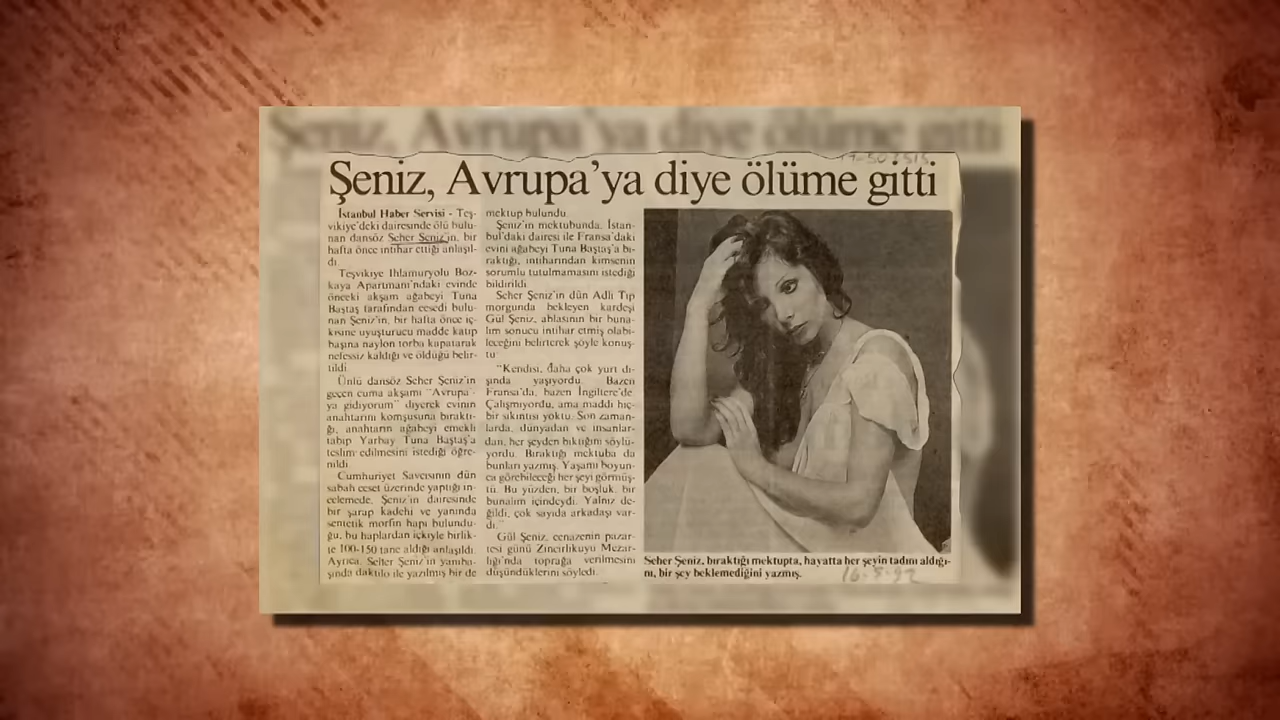 Şeniz, Avrupa'ya diye ölüme gitti
İstanbul Haber Servisi - Teş-
vikiye'deki dairesinde ölü bulu-
nan dansöz Seher Şeniz'in, bir
hafta önce intihar ettiği anlaşıl-
dı.
Teşvikiye Ihlamuryolu Boz-
kaya Apartmanı'ndaki evinde
önceki akşam ağabeyi Tuna
Baştaş tarafından cesedi bulu-
nan Şeniz'in, bir hafta önce iç-
kisine uyuşturucu madde katıp
başına naylon torba kapatarak
nefessiz kaldığı ve öldüğü belir-
tildi.
Ünlü dansöz Seher Şeniz'in
geçen cuma akşamı "Avrupa'-
ya gidiyorum" diyerek evinin
anahtarını komşusuna bıraktı-
ğı, anahtarın ağabeyi emekli
tabip Yarbay Tuna Baştaş'a
teslim edilmesini istediği öğre-
nildi.
Cumhuriyet Savcısının dün
sabah ceset üzerinde yaptığı in-
celemede, Şeniz'in dairesinde
bir şarap kadehi ve yanında
sentetik morfin hapı bulundu-
ğu, bu haplardan içkiyle birlik-
te 100-150 tane aldığı anlaşıldı.
Ayrıca, Seher Şeniz'in yanıba-
şında daktilo ile yazılmış bir de
mektup bulundu.
Şeniz'in mektubunda, İstan-
bul'daki dairesi ile Fransa'daki
evini ağabeyi Tuna Baştaş'a bı-
raktığı, intiharından kimsenin
sorumlu tutulmamasını istediği
bildirildi.
Seher Şeniz'in dün Adli Tıp
morgunda bekleyen kardeşi
Gül Şeniz, ablasının bir buna-
lım sonucu intihar etmiş olabi-
leceğini belirterek şöyle konuş-
tu:
"Kendisi, daha çok yurt dı-
şında yaşıyordu. Bazen
Fransa'da, bazen İngiltere'de.
Çalışmıyordu, ama maddi hiç-
bir sıkıntısı yoktu. Son zaman-
larda, dünyadan ve insanlar-
dan, her şeyden bıktığını söylü-
yordu. Bıraktığı mektuba da
bunları yazmış. Yaşamı boyun-
ca görebileceği her şeyi görmüş-
tü. Bu yüzden, bir boşluk, bir
bunalım içindeydi. Yalnız de-
ğildi, çok sayıda arkadaşı var-
dı."
Gül Şeniz, cenazenin pazar-
tesi günü Zincirlikuyu Mezar-
lığı'nda toprağa verilmesini
düşündüklerini söyledi.
Seher Şeniz, bıraktığı mektupta, hayatta her şeyin tadını aldığı-
nı, bir şey beklemediğini yazmış.
16-5-92